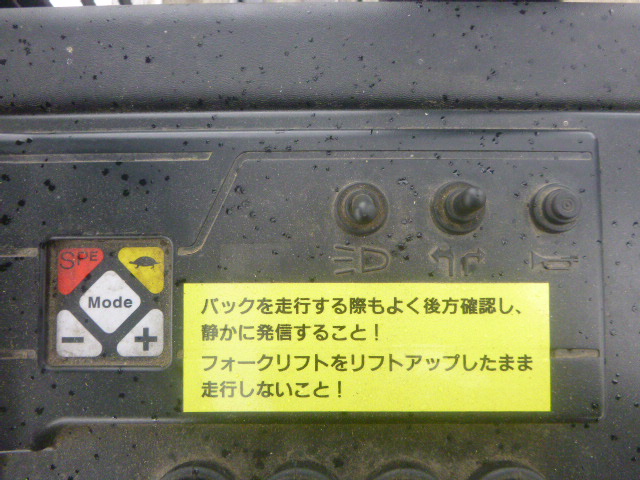 SPE
Mode
バックを走行する際もよく後方確認し、
静かに発信すること！
フォークリフトをリフトアップしたまま
走行しないこと！